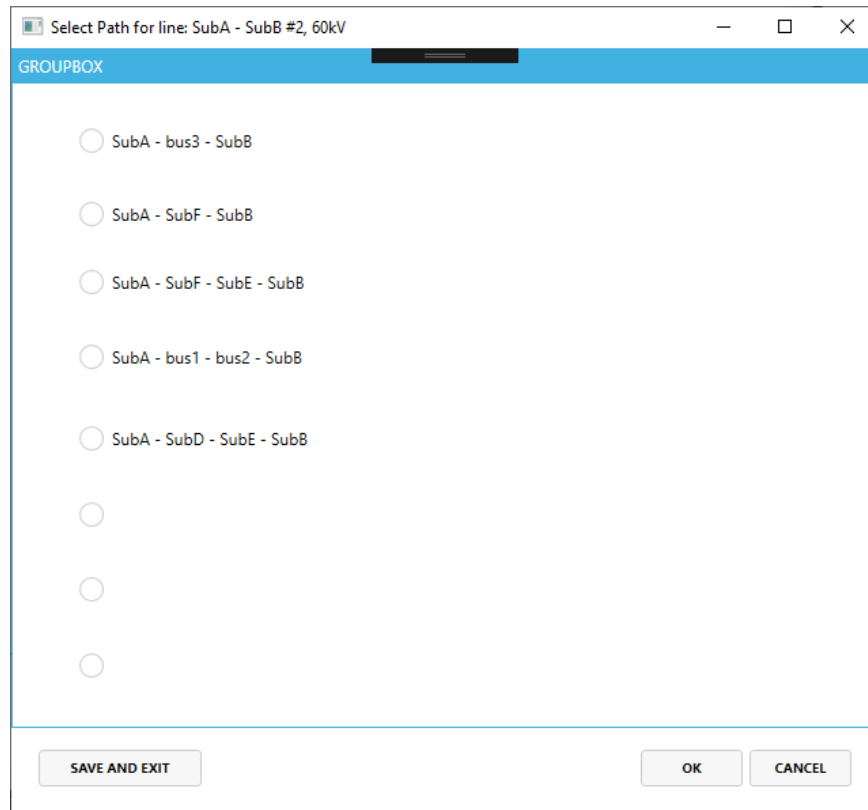 Select Path for line: SubA - SubB #2, 60kV
GROUPBOX
SubA - bus3 - SubB
SubA - SubF - SubB
SubA - SubF - SubE - SubB
SubA - bus1 - bus2 - SubB
SubA - SubD - SubE - SubB
SAVE AND EXIT
OK
CANCEL